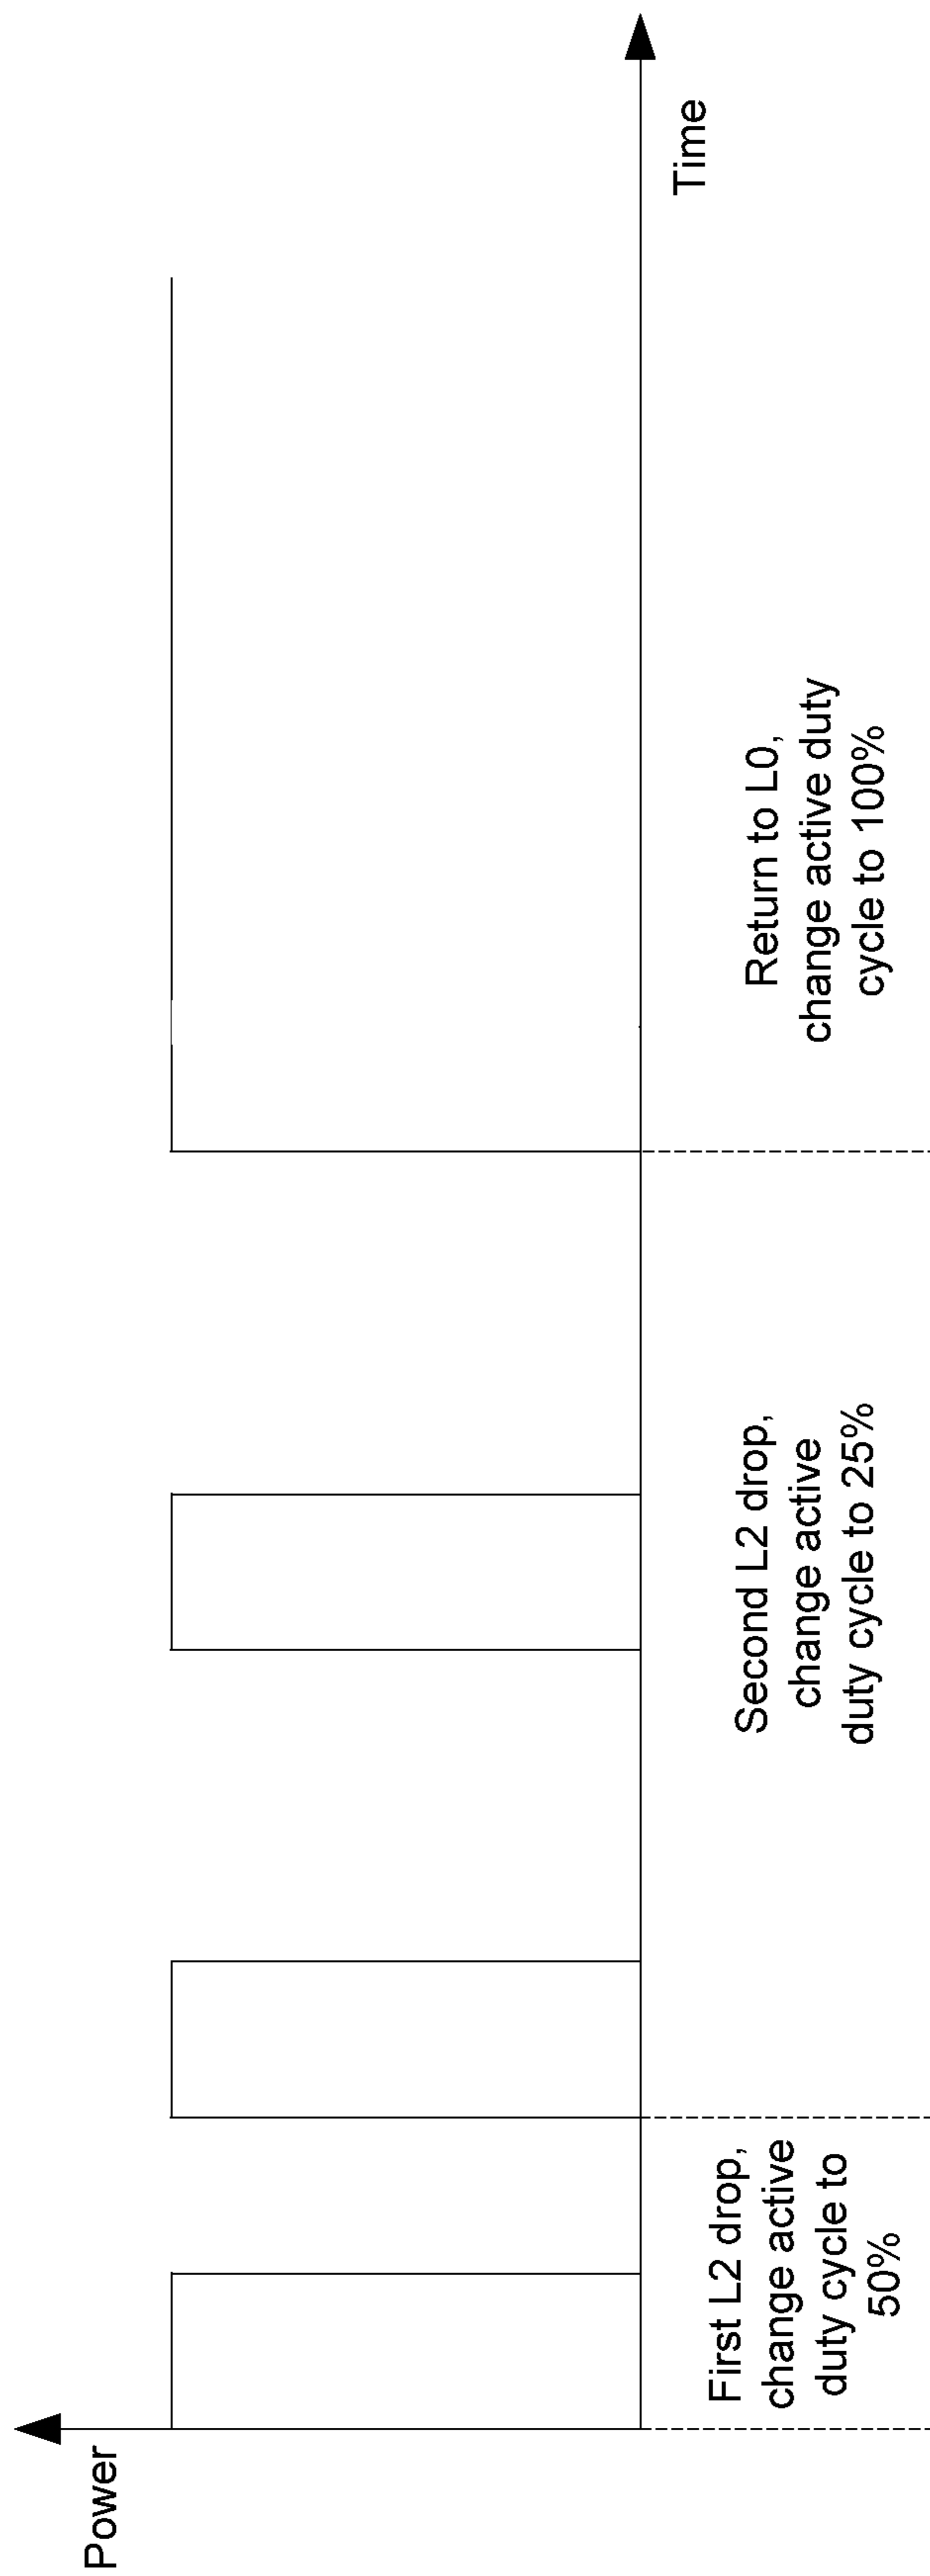 Power
First L2 drop,
change active
duty cycle to
50%
Second L2 drop,
change active
duty cycle to 25%
Return to L0,
change active duty
cycle to 100%
Time